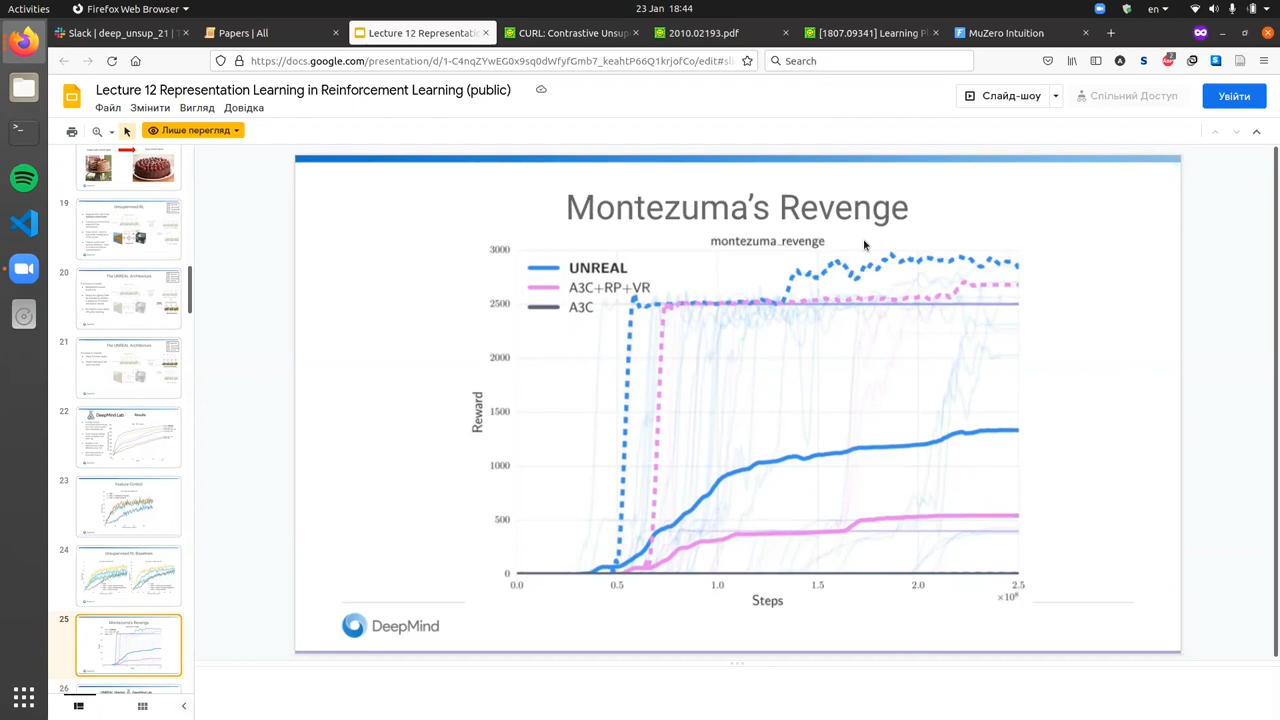 Activities
Firefox Web Browser
23 Jan 18:44
en
Slack | deep_unsup_21 | T
Papers | All
Lecture 12 Representatio
CURL: Contrastive Unsup
2010.02193.pdf
[1807.09341] Learning Pl
MuZero Intuition
https://docs.google.com/presentation/d/1-C4nqZYwEG0x9sq0dWfyfGmb7_keahtP66Q1krjofCo/edit#sli
Search
Lecture 12 Representation Learning in Reinforcement Learning (public)
Файл Змінити Вигляд Довідка
Слайд-шоу
Спільний Доступ
Увійти
Лише перегляд
19
Unsupervised RL
20
The UNREAL Architecture
21
The UNREAL Architecture
22
DeepMind Lab
Results
23
Feature Control
24
Unsupervised RL Baselines
25
Montezuma's Revenge
26
Montezuma's Revenge
montezuma_revenge
3000
2500
2000
1500
1000
500
0
Reward
UNREAL
A3C+RP+VR
A3C
0.0
0.5
1.0
1.5
2.0
2.5
×10⁸
Steps
DeepMind